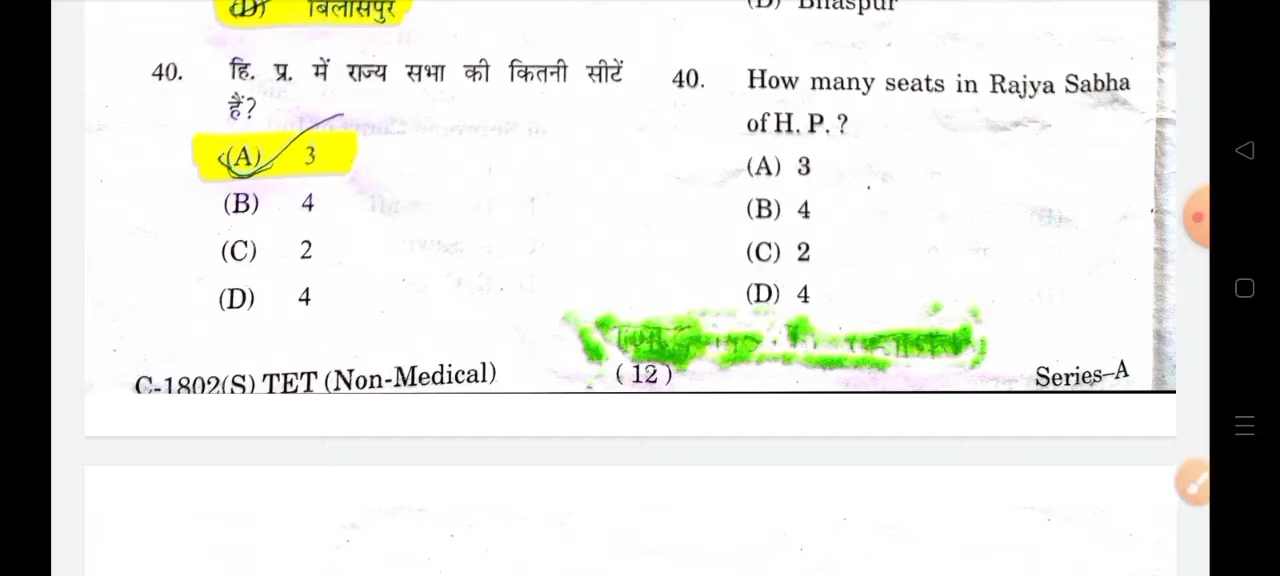 (D) बिलासपुर
40. हि. प्र. में राज्य सभा की कितनी सीटें
हैं?
(A) 3
(B) 4
(C) 2
(D) 4
(D) Bilaspur
40. How many seats in Rajya Sabha
of H. P. ?
(A) 3
(B) 4
(C) 2
(D) 4
C-1802(S) TET (Non-Medical)
( 12 )
Series–A